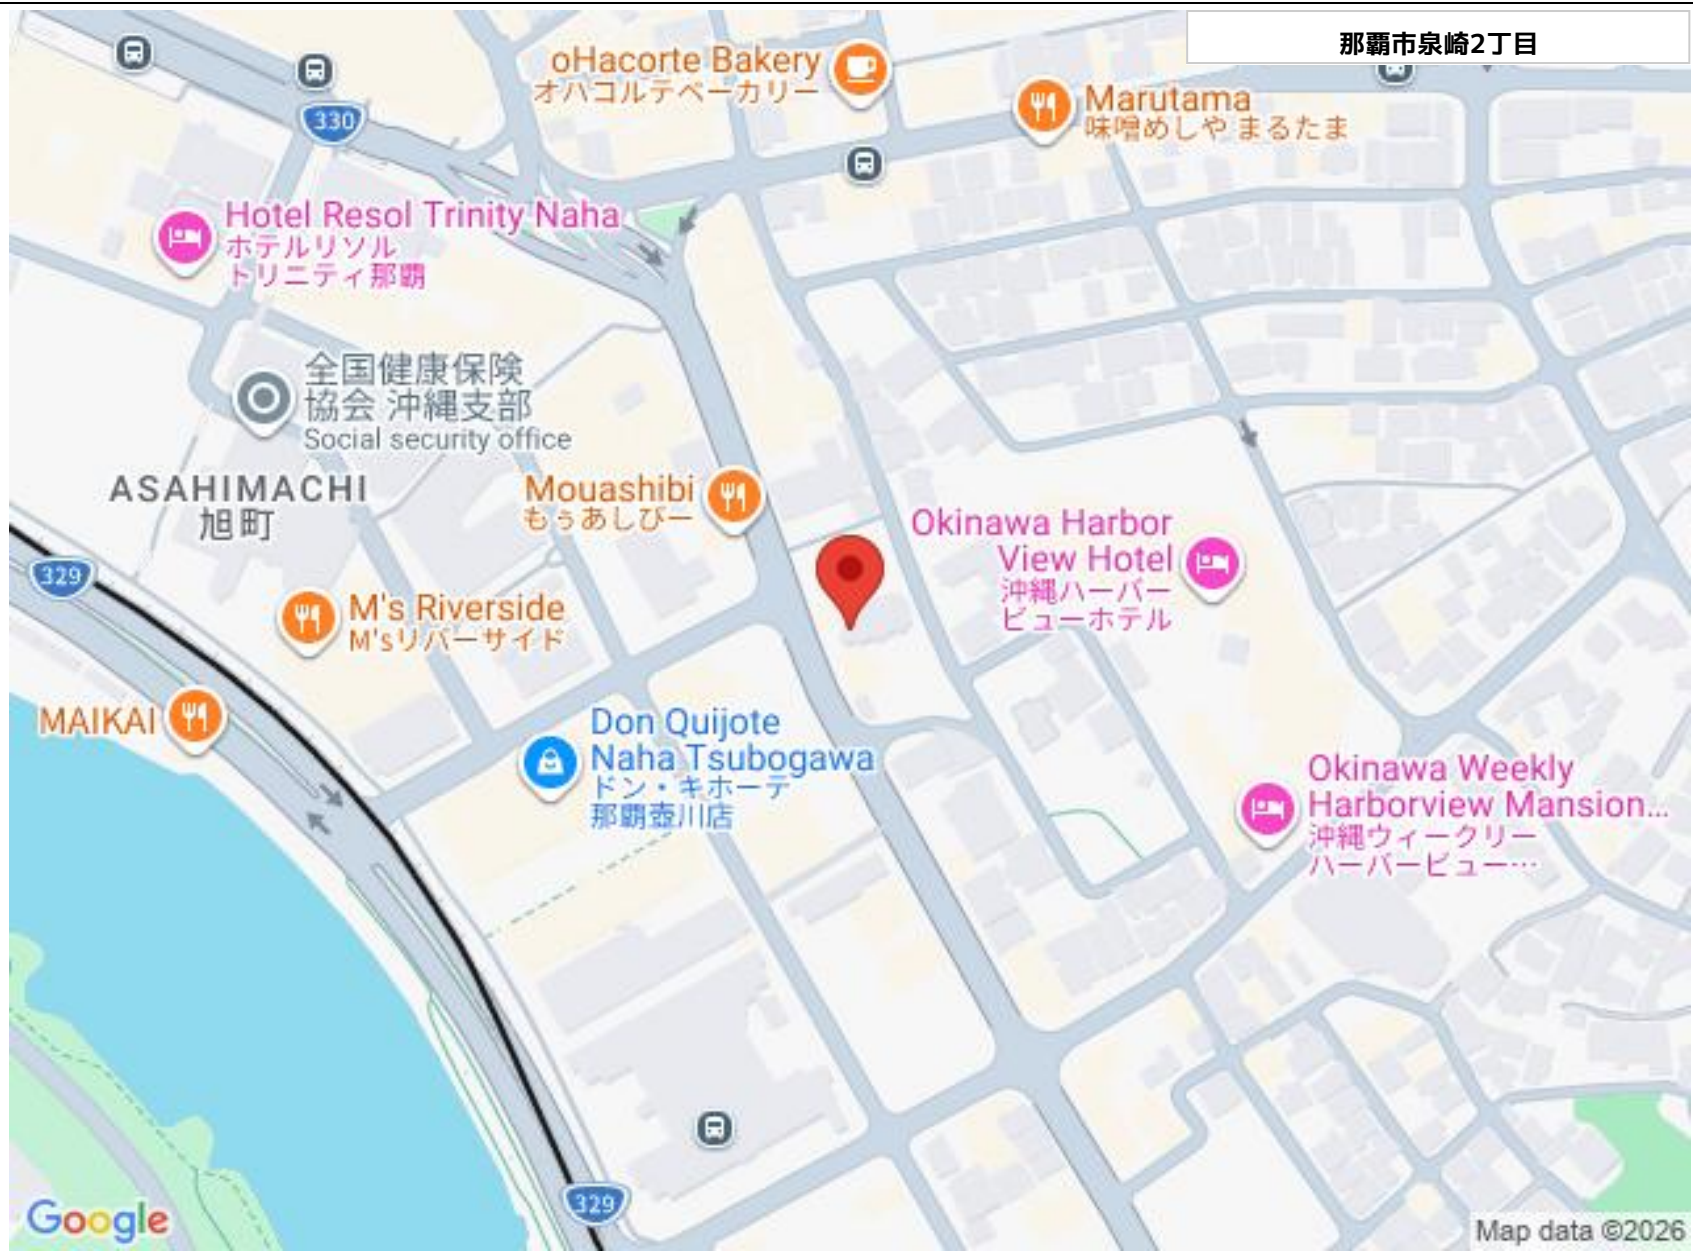 那覇市泉崎2丁目
oHacorte Bakery
オハコルテベーカリー
330
Marutama
味噌めしや まるたま
Hotel Resol Trinity Naha
ホテルリソル
トリニティ那覇
全国健康保険
協会 沖縄支部
Social security office
ASAHIMACHI
旭町
Mouashibi
もぅあしびー
Okinawa Harbor
View Hotel
沖縄ハーバー
ビューホテル
329
M's Riverside
M'sリバーサイド
MAIKAI
Don Quijote
Naha Tsubogawa
ドン・キホーテ
那覇壺川店
Okinawa Weekly
Harborview Mansion...
沖縄ウィークリー
ハーバービュー…
329
Google
Map data ©2026